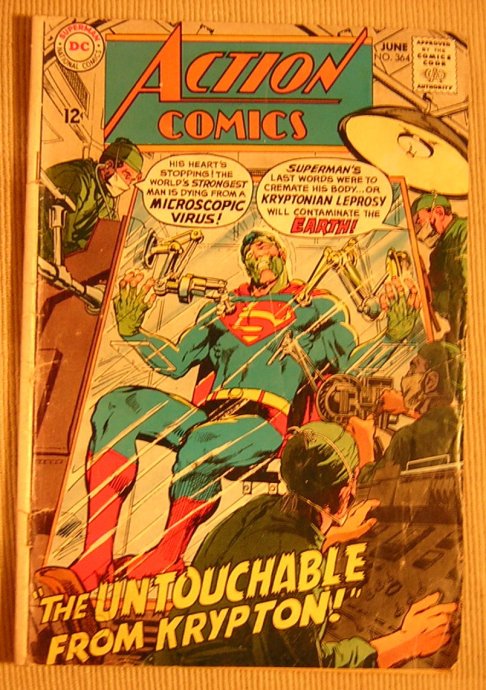 SUPERMAN
DC
NATIONAL COMICS
ACTION
COMICS
JUNE
NO. 364
APPROVED
BY THE
COMICS
CODE
AUTHORITY
12¢
HIS HEART'S
STOPPING! THE
WORLD'S STRONGEST
MAN IS DYING FROM A
MICROSCOPIC
VIRUS!
SUPERMAN'S
LAST WORDS WERE TO
CREMATE HIS BODY...OR
KRYPTONIAN LEPROSY
WILL CONTAMINATE THE
EARTH!
S
"THE UNTOUCHABLE
FROM KRYPTON!"